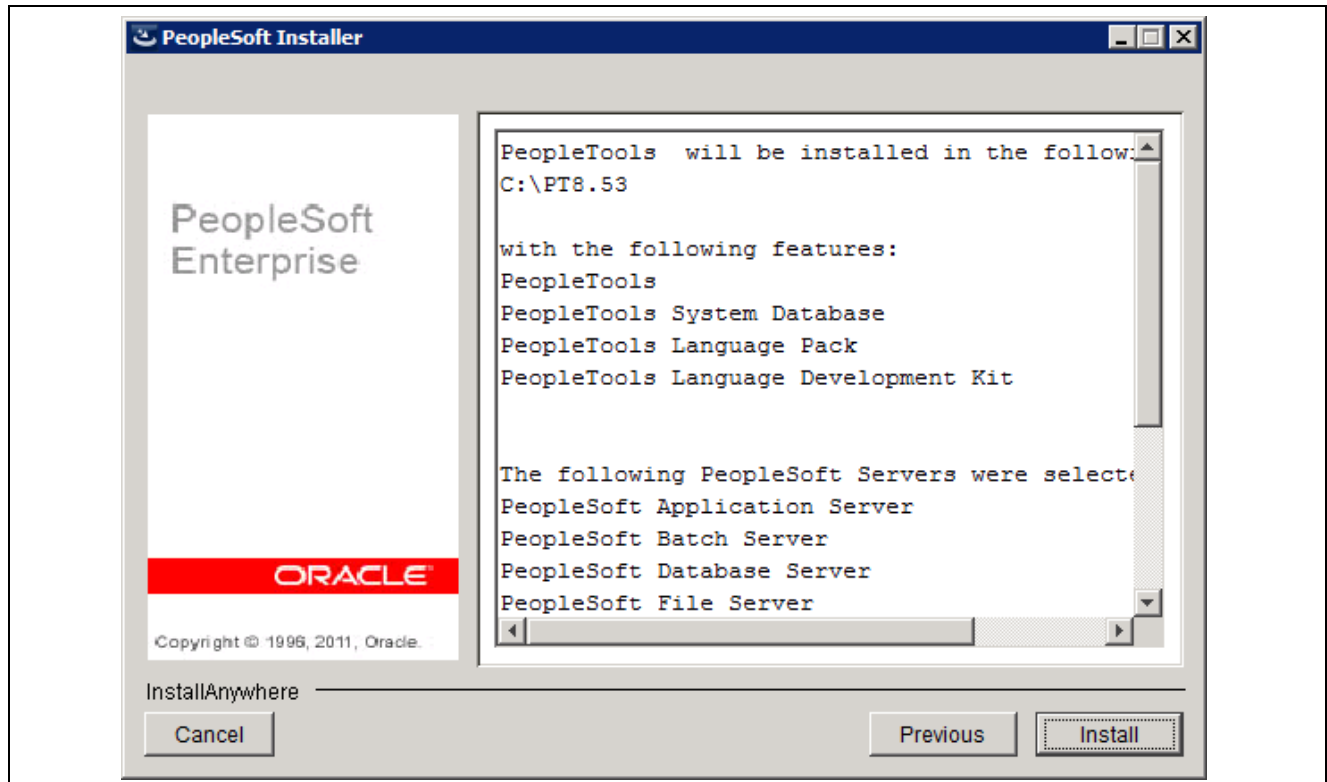 PeopleSoft Installer
PeopleSoft
Enterprise
ORACLE
Copyright © 1996, 2011, Oracle.
PeopleTools  will be installed in the
C:\PT8.53
with the following features:
PeopleTools
PeopleTools System Database
PeopleTools Language Pack
PeopleTools Language Development Kit
The following PeopleSoft Servers were
PeopleSoft Application Server
PeopleSoft Batch Server
PeopleSoft Database Server
PeopleSoft File Server
InstallAnywhere
Cancel
Previous
Install